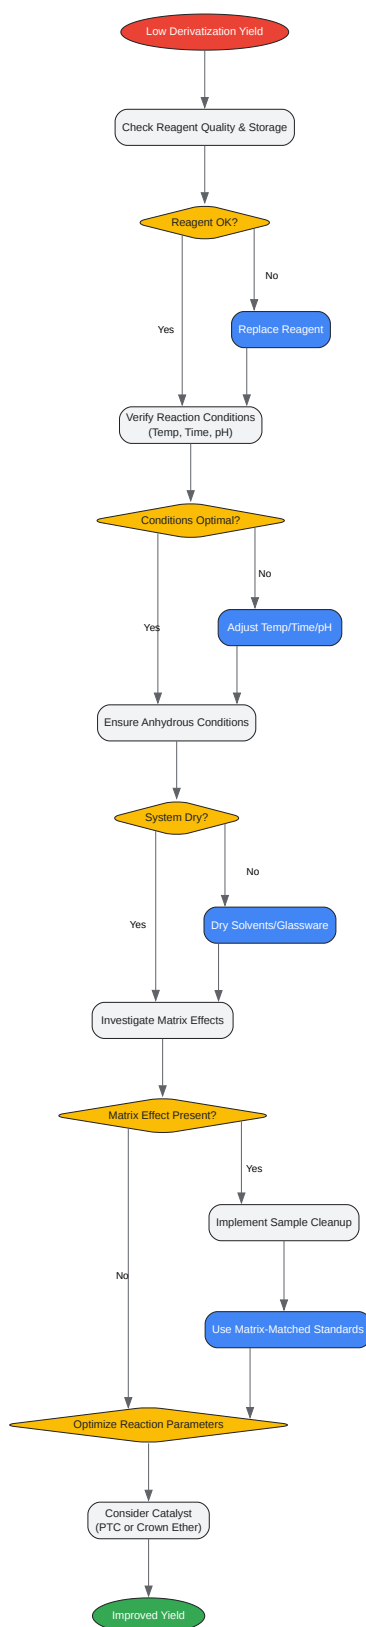 Low Derivatization Yield
Check Reagent Quality & Storage
Reagent OK?
No
Yes
Replace Reagent
Verify Reaction Conditions
(Temp, Time, pH)
Conditions Optimal?
No
Yes
Adjust Temp/Time/pH
Ensure Anhydrous Conditions
System Dry?
No
Yes
Dry Solvents/Glassware
Investigate Matrix Effects
Matrix Effect Present?
Yes
Implement Sample Cleanup
No
Use Matrix-Matched Standards
Optimize Reaction Parameters
Consider Catalyst
(PTC or Crown Ether)
Improved Yield